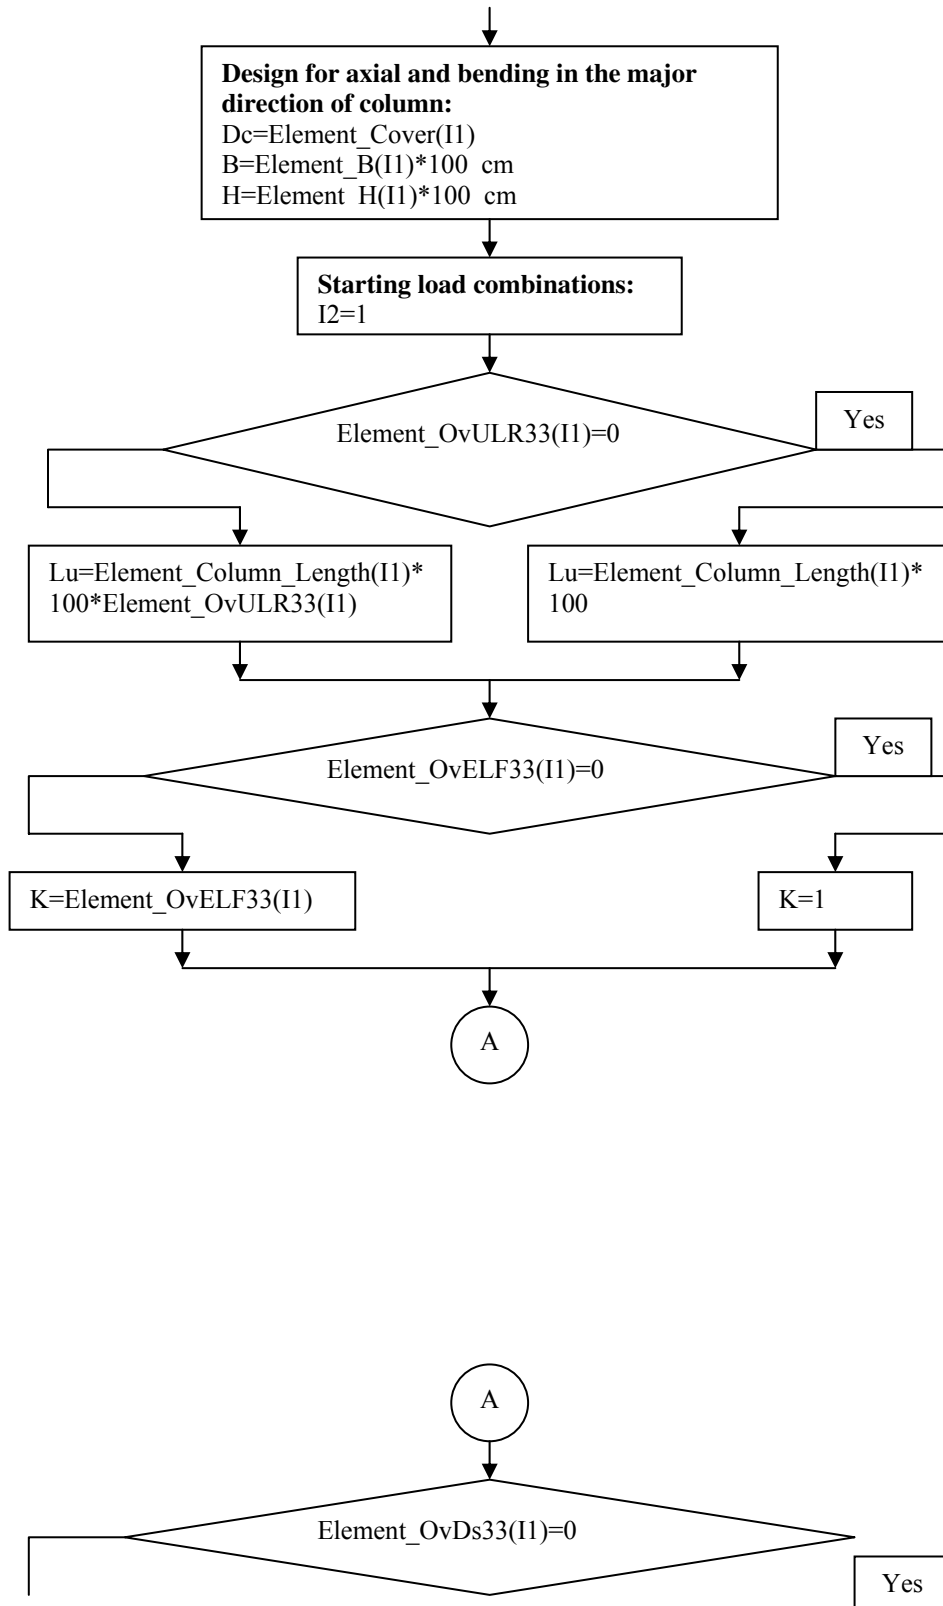 Design for axial and bending in the major
direction of column:
Dc=Element_Cover(I1)
B=Element_B(I1)*100 cm
H=Element H(I1)*100 cm
Starting load combinations:
I2=1
Element_OvULR33(I1)=0
Yes
Lu=Element_Column_Length(I1)*
100*Element_OvULR33(I1)
Lu=Element_Column_Length(I1)*
100
Element_OvELF33(I1)=0
Yes
K=Element_OvELF33(I1)
K=1
A
A
Element_OvDs33(I1)=0
Yes